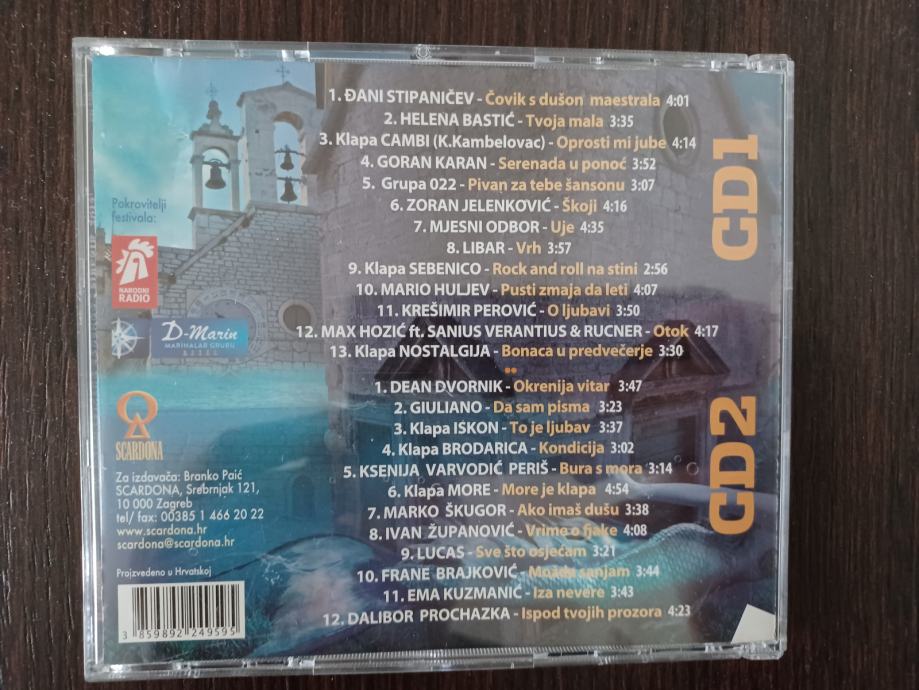 1. ĐANI STIPANIČEV - Čovik s dušon maestrala 4:01
2. HELENA BASTIĆ - Tvoja mala 3:35
3. Klapa CAMBI (K.Kambelovac) - Oprosti mi jube 4:14
4. GORAN KARAN - Serenada u ponoć 3:52
5. Grupa 022 - Pivan za tebe šansonu 3:07
6. ZORAN JELENKOVIĆ - Škoji 4:16
7. MJESNI ODBOR - Uje 4:35
8. LIBAR - Vrh 3:57
9. Klapa SEBENICO - Rock and roll na stini 2:56
10. MARIO HULJEV - Pusti zmaja da leti 4:07
11. KREŠIMIR PEROVIĆ - O ljubavi 3:50
12. MAX HOZIĆ ft. SANIUS VERANTIUS & RUCNER - Otok 4:17
13. Klapa NOSTALGIJA - Bonaca u predvečerje 3:30
CD1
1. DEAN DVORNIK - Okrenija vitar 3:47
2. GIULIANO - Da sam pisma 3:23
3. Klapa ISKON - To je ljubav 3:37
4. Klapa BRODARICA - Kondicija 3:02
5. KSENIJA VARVODIĆ PERIŠ - Bura s mora 3:14
6. Klapa MORE - More je klapa 4:54
7. MARKO ŠKUGOR - Ako imaš dušu 3:38
8. IVAN ŽUPANOVIĆ - Vrime o fjake 4:08
9. LUCAS - Sve što osjećam 3:21
10. FRANE BRAJKOVIĆ - Možda sanjam 3:44
11. EMA KUZMANIĆ - Iza nevere 3:43
12. DALIBOR PROCHAZKA - Ispod tvojih prozora 4:23
CD2
Pokrovitelji
festivala:
NARODNI
RADIO
D-Marin
MARINALAR GRUBU
SCARDONA
Za izdavača: Branko Paić
SCARDONA, Srebrnjak 121,
10 000 Zagreb
tel/ fax: 00385 1 466 20 22
www.scardona.hr
scardona@scardona.hr
Proizvedeno u Hrvatskoj
3 859892 249595